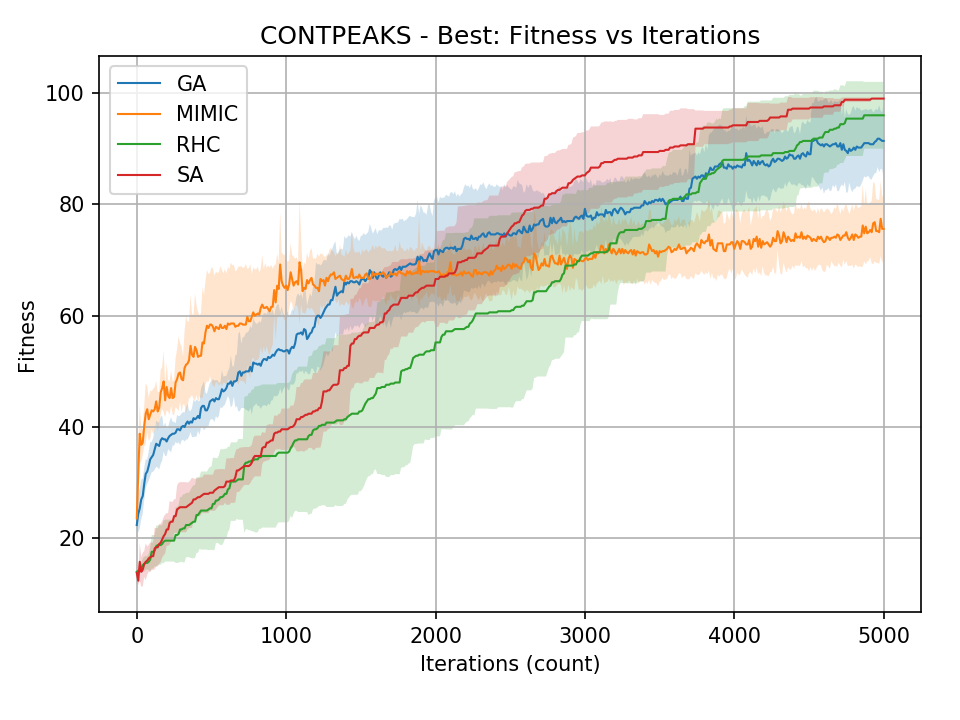 CONTPEAKS - Best: Fitness vs Iterations
GA
MIMIC
RHC
SA
100
80
60
40
20
Fitness
0 1000 2000 3000 4000 5000
Iterations (count)